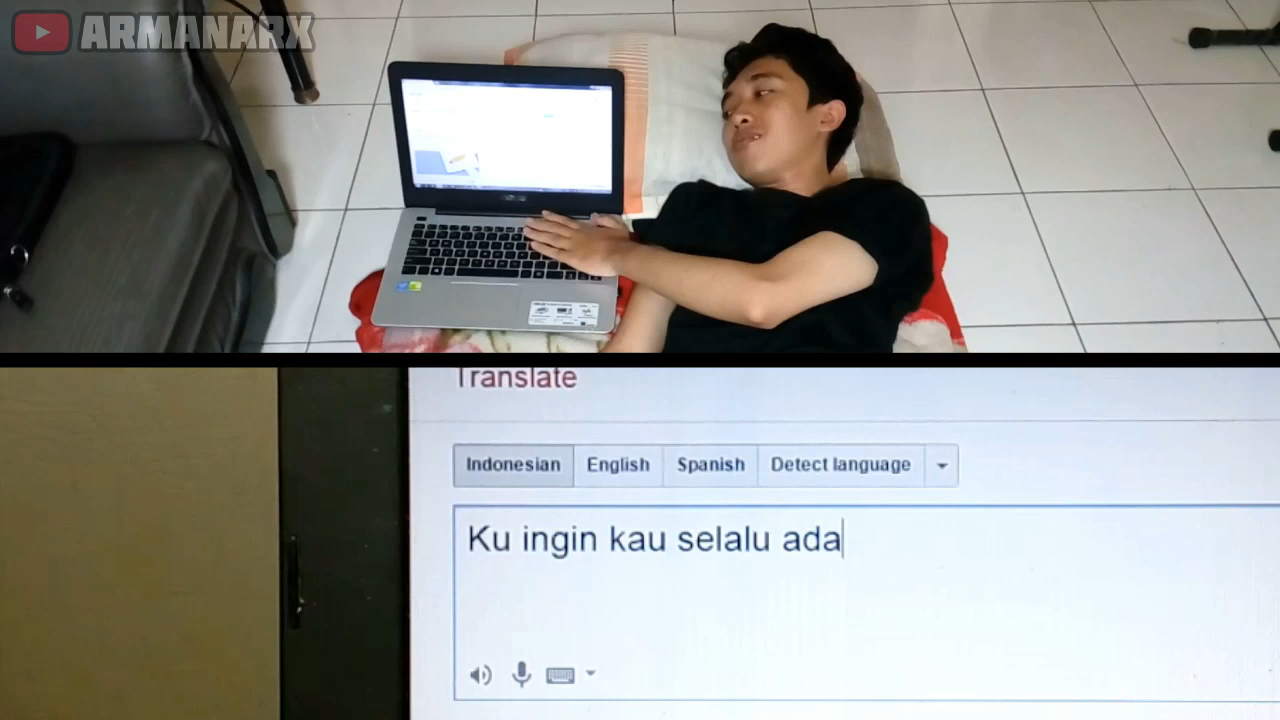 ARMANARX
Translate
Indonesian English Spanish Detect language
Ku ingin kau selalu ada